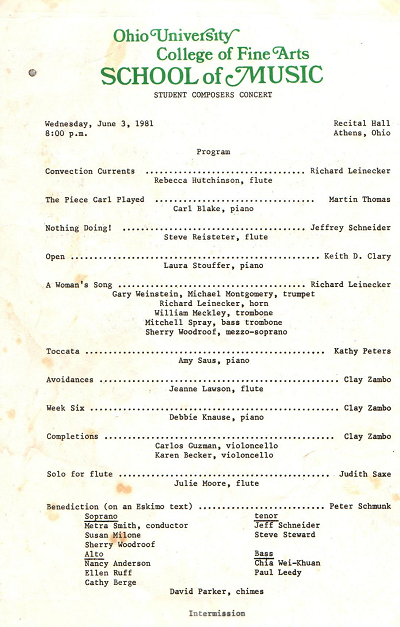 Ohio University
College of Fine Arts
SCHOOL of MUSIC
STUDENT COMPOSERS CONCERT
Wednesday, June 3, 1981 Recital Hall
8:00 p.m. Athens, Ohio
Program
Convection Currents ................................ Richard Leinecker
Rebecca Hutchinson, flute
The Piece Carl Played ................................ Martin Thomas
Carl Blake, piano
Nothing Doing! ..................................... Jeffrey Schneider
Steve Reisteter, flute
Open .................................................. Keith D. Clary
Laura Stouffer, piano
A Woman's Song ..................................... Richard Leinecker
Gary Weinstein, Michael Montgomery, trumpet
Richard Leinecker, horn
William Meckley, trombone
Mitchell Spray, bass trombone
Sherry Woodroof, mezzo-soprano
Toccata ................................................ Kathy Peters
Amy Saus, piano
Avoidances ............................................... Clay Zambo
Jeanne Lawson, flute
Week Six ................................................. Clay Zambo
Debbie Knause, piano
Completions .............................................. Clay Zambo
Carlos Guzman, violoncello
Karen Becker, violoncello
Solo for flute .......................................... Judith Saxe
Julie Moore, flute
Benediction (on an Eskimo text) .......................... Peter Schmunk
Soprano tenor
Metra Smith, conductor Jeff Schneider
Susan Milone Steve Steward
Sherry Woodroof
Alto Bass
Nancy Anderson Chia Wei-Khuan
Ellen Ruff Paul Leedy
Cathy Berge
David Parker, chimes
Intermission